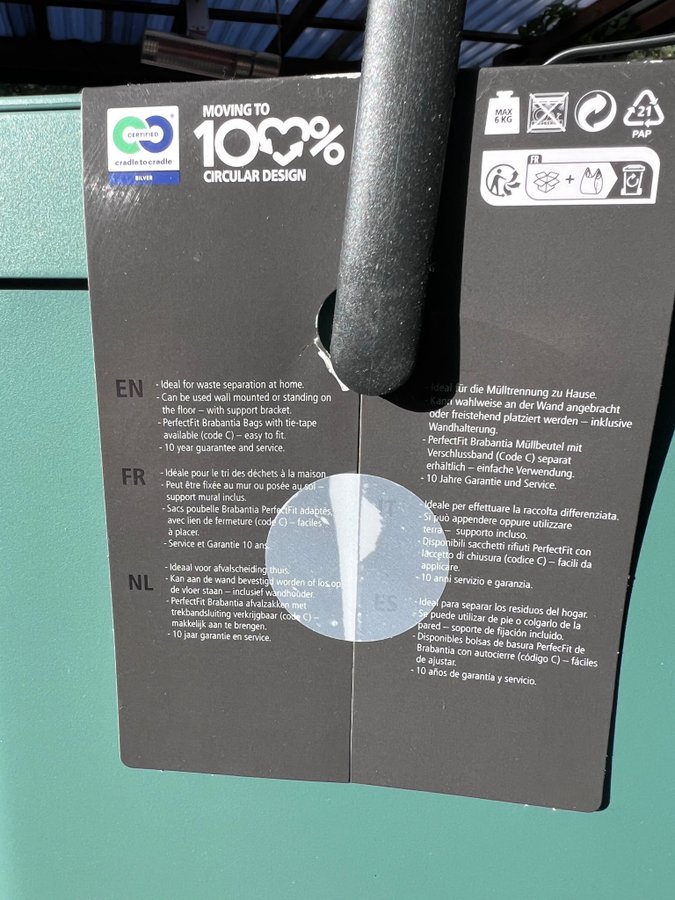 CERTIFIED
cradletocradle
SILVER
MOVING TO
100%
CIRCULAR DESIGN
MAX
6 KG
21
PAP
FR
EN
- Ideal for waste separation at home.
- Can be used wall mounted or standing on
the floor – with support bracket.
- PerfectFit Brabantia Bags with tie-tape
available (code C) – easy to fit.
- 10 year guarantee and service.
FR
- Idéale pour le tri des déchets à la maison.
- Peut être fixée au mur ou posée au sol –
support mural inclus.
- Sacs poubelle Brabantia PerfectFit adaptés,
avec lien de fermeture (code C) – faciles
à placer.
- Service et Garantie 10 ans.
NL
- Ideaal voor afvalscheiding thuis.
- Kan aan de wand bevestigd worden of los op
de vloer staan – inclusief wandhouder.
- PerfectFit Brabantia afvalzakken met
trekbandsluiting verkrijgbaar (code C) –
makkelijk aan te brengen.
- 10 jaar garantie en service.
- Ideal für die Mülltrennung zu Hause.
- Kann wahlweise an der Wand angebracht
oder freistehend platziert werden – inklusive
Wandhalterung.
- PerfectFit Brabantia Müllbeutel mit
Verschlussband (Code C) separat
erhältlich – einfache Verwendung.
- 10 Jahre Garantie und Service.
IT
- Ideale per effettuare la raccolta differenziata.
- Si può appendere oppure utilizzare
terra – supporto incluso.
- Disponibili sacchetti rifiuti PerfectFit con
laccetto di chiusura (codice C) – facili da
applicare.
- 10 anni servizio e garanzia.
ES
- Ideal para separar los residuos del hogar.
- Se puede utilizar de pie o colgarlo de la
pared – soporte de fijación incluido.
- Disponibles bolsas de basura PerfecFit de
Brabantia con autocierre (código C) – fáciles
de ajustar.
- 10 años de garantía y servicio.